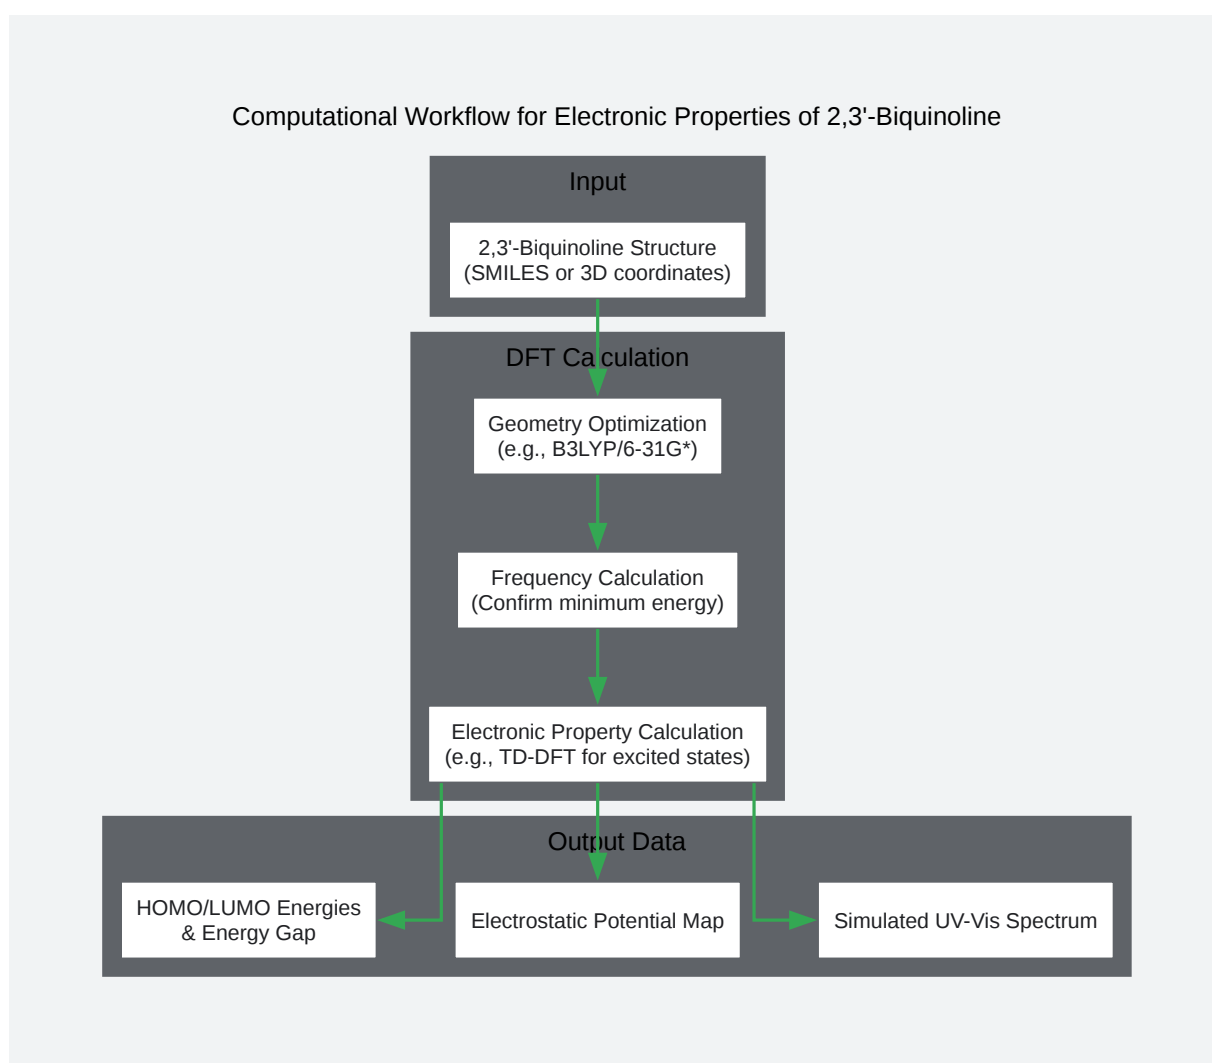 Computational Workflow for Electronic Properties of 2,3'-Biquinoline
Input
2,3'-Biquinoline Structure
(SMILES or 3D coordinates)
DFT Calculation
Geometry Optimization
(e.g., B3LYP/6-31G*)
Frequency Calculation
(Confirm minimum energy)
Electronic Property Calculation
(e.g., TD-DFT for excited states)
Output Data
HOMO/LUMO Energies
& Energy Gap
Electrostatic Potential Map
Simulated UV-Vis Spectrum